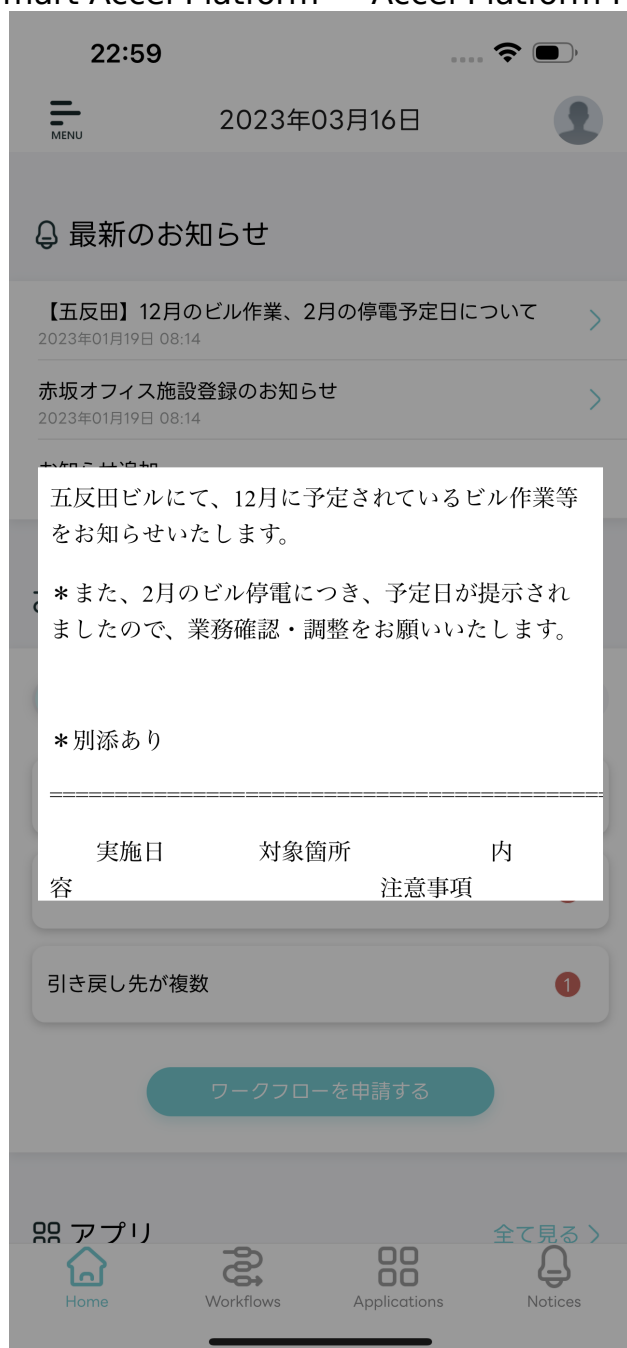 22:59
MENU
2023年03月16日
最新のお知らせ
【五反田】12月のビル作業、2月の停電予定日について
2023年01月19日 08:14
赤坂オフィス施設登録のお知らせ
2023年01月19日 08:14
五反田ビルにて、12月に予定されているビル作業等
をお知らせいたします。
＊また、2月のビル停電につき、予定日が提示され
ましたので、業務確認・調整をお願いいたします。
＊別添あり
==========================================
実施日 対象箇所 内
容 注意事項
引き戻し先が複数 1
ワークフローを申請する
アプリ 全て見る
Home Workflows Applications Notices